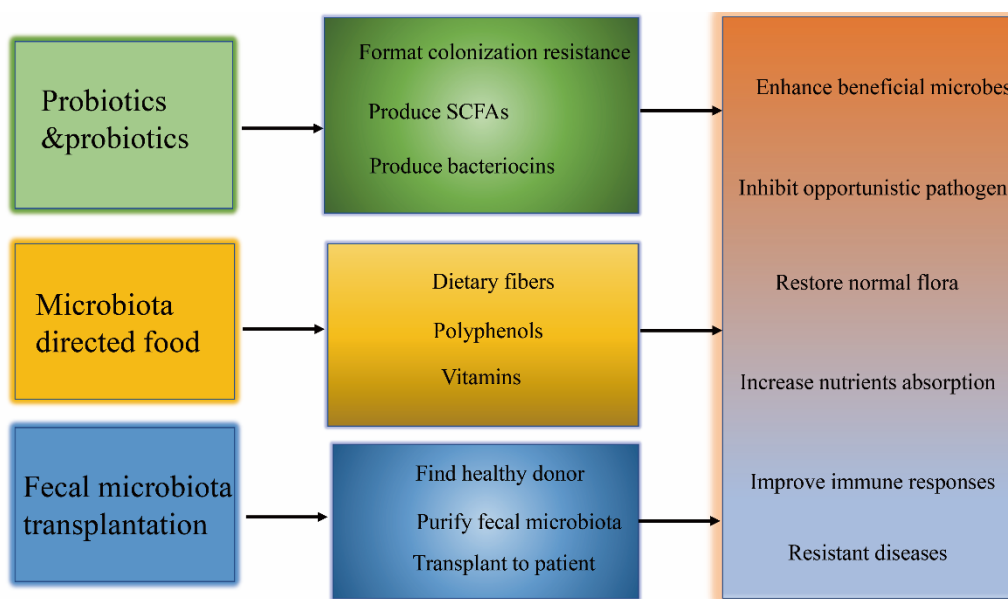 Probiotics
&probiotics
Format colonization resistance
Produce SCFAs
Produce bacteriocins
Microbiota
directed food
Dietary fibers
Polyphenols
Vitamins
Fecal microbiota
transplantation
Find healthy donor
Purify fecal microbiota
Transplant to patient
Enhance beneficial microbes
Inhibit opportunistic pathogen
Restore normal flora
Increase nutrients absorption
Improve immune responses
Resistant diseases